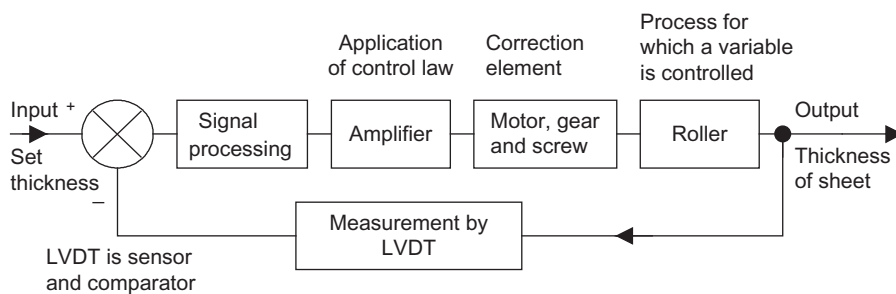 Application
of control law
Correction
element
Process for
which a variable
is controlled
Input +
Set
thickness
–
Signal
processing
Amplifier
Motor, gear
and screw
Roller
Output
Thickness
of sheet
Measurement by
LVDT
LVDT is sensor
and comparator